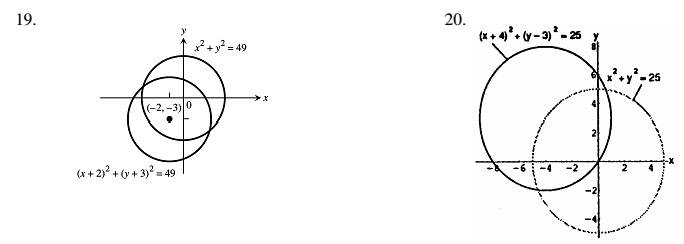 19.
y
x² + y² = 49
x
(−2, −3) 0
(x + 2)² + (y + 3)² = 49
20.
(x + 4)² + (y − 3)² = 25
y
8
6
x² + y² = 25
4
2
−8 −6 −4 −2 0 2 4 x
−2
−4